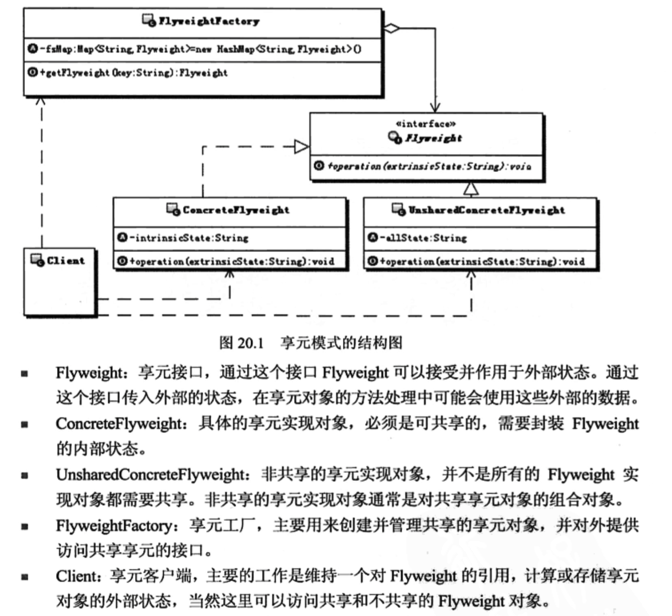 FlyweightFactory
-fsMap:Map<String,Flyweight>=new HashMap<String,Flyweight>()
+getFlyweight(key:String):Flyweight
«interface»
Flyweight
+operation(extrinsicState:String):void
ConcreteFlyweight
-intrinsicState:String
+operation(extrinsicState:String):void
UnsharedConcreteFlyweight
-allState:String
+operation(extrinsicState:String):void
Client
图 20.1 享元模式的结构图
■ Flyweight：享元接口，通过这个接口 Flyweight 可以接受并作用于外部状态。通过
这个接口传入外部的状态，在享元对象的方法处理中可能会使用这些外部的数据。
■ ConcreteFlyweight：具体的享元实现对象，必须是可共享的，需要封装 Flyweight
的内部状态。
■ UnsharedConcreteFlyweight：非共享的享元实现对象，并不是所有的 Flyweight 实
现对象都需要共享。非共享的享元实现对象通常是对共享享元对象的组合对象。
■ FlyweightFactory：享元工厂，主要用来创建并管理共享的享元对象，并对外提供
访问共享享元的接口。
■ Client：享元客户端，主要的工作是维持一个对 Flyweight 的引用，计算或存储享元
对象的外部状态，当然这里可以访问共享和不共享的 Flyweight 对象。